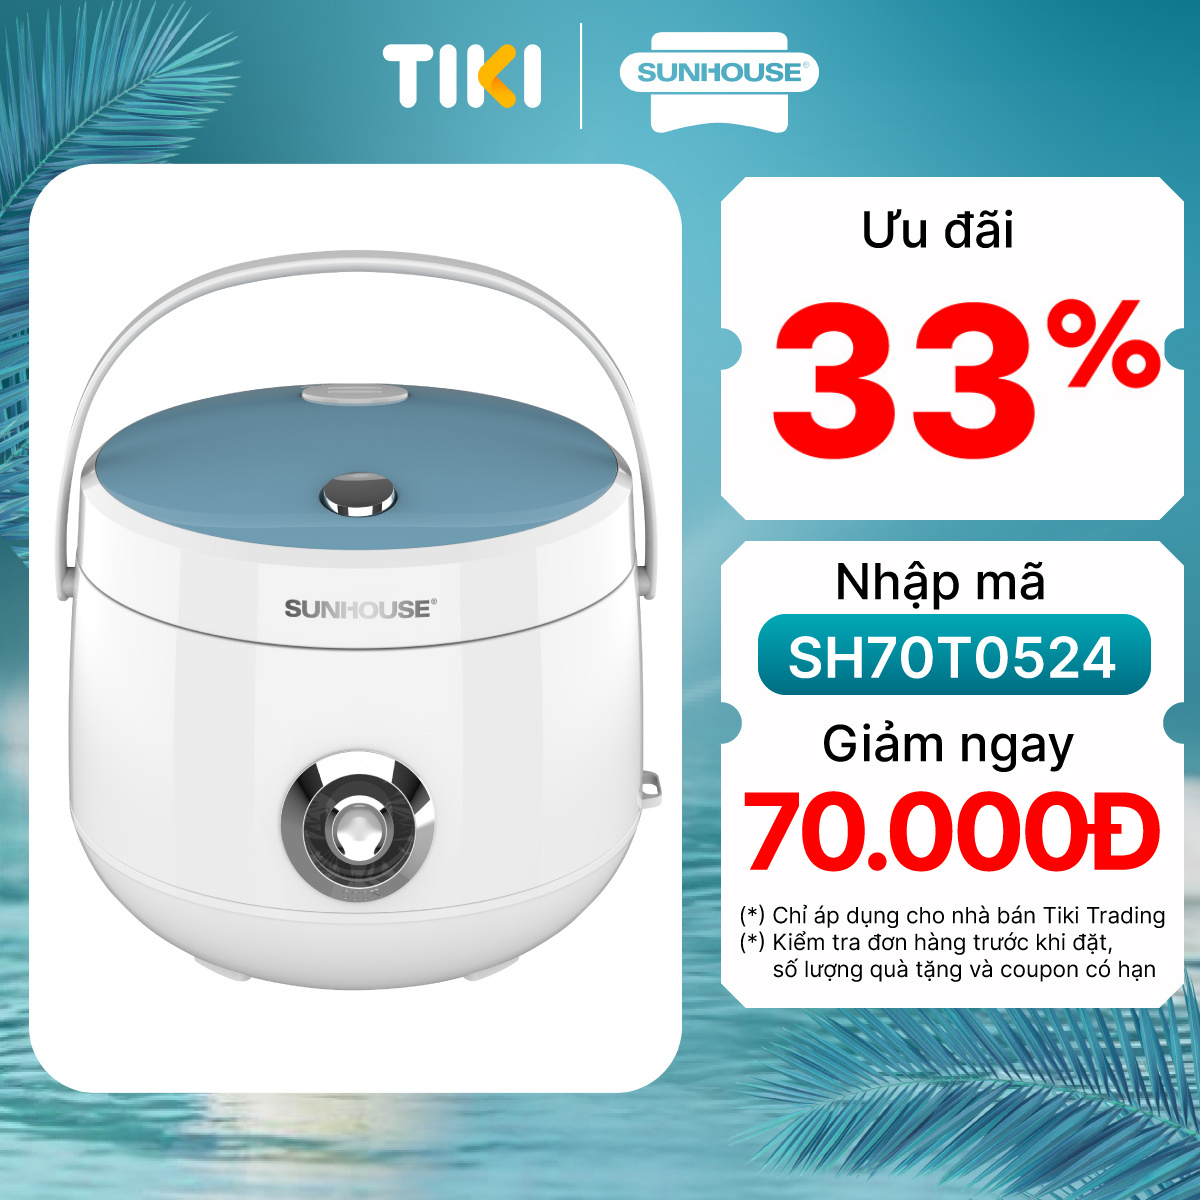 TIKI
SUNHOUSE®
Ưu đãi
33%
SUNHOUSE®
Nhập mã
SH70T0524
Giảm ngay
70.000Đ
(*) Chỉ áp dụng cho nhà bán Tiki Trading
(*) Kiểm tra đơn hàng trước khi đặt,
số lượng quà tặng và coupon có hạn